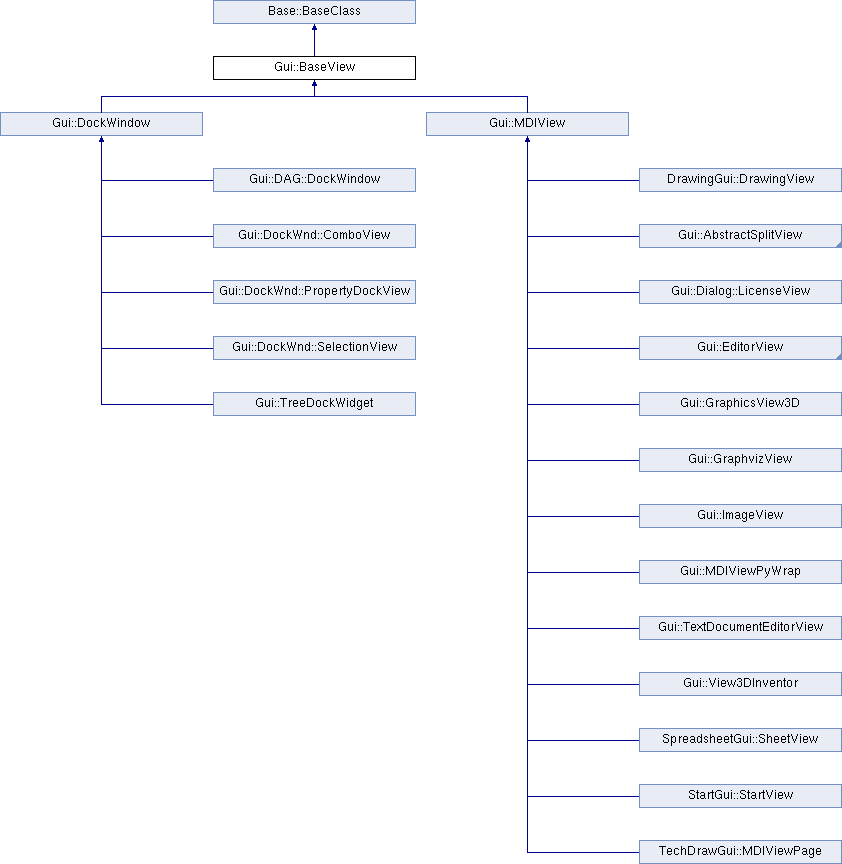 Base::BaseClass
Gui::BaseView
Gui::DockWindow
Gui::MDIView
Gui::DAG::DockWindow
DrawingGui::DrawingView
Gui::DockWnd::ComboView
Gui::AbstractSplitView
Gui::DockWnd::PropertyDockView
Gui::Dialog::LicenseView
Gui::DockWnd::SelectionView
Gui::EditorView
Gui::TreeDockWidget
Gui::GraphicsView3D
Gui::GraphvizView
Gui::ImageView
Gui::MDIViewPyWrap
Gui::TextDocumentEditorView
Gui::View3DInventor
SpreadsheetGui::SheetView
StartGui::StartView
TechDrawGui::MDIViewPage